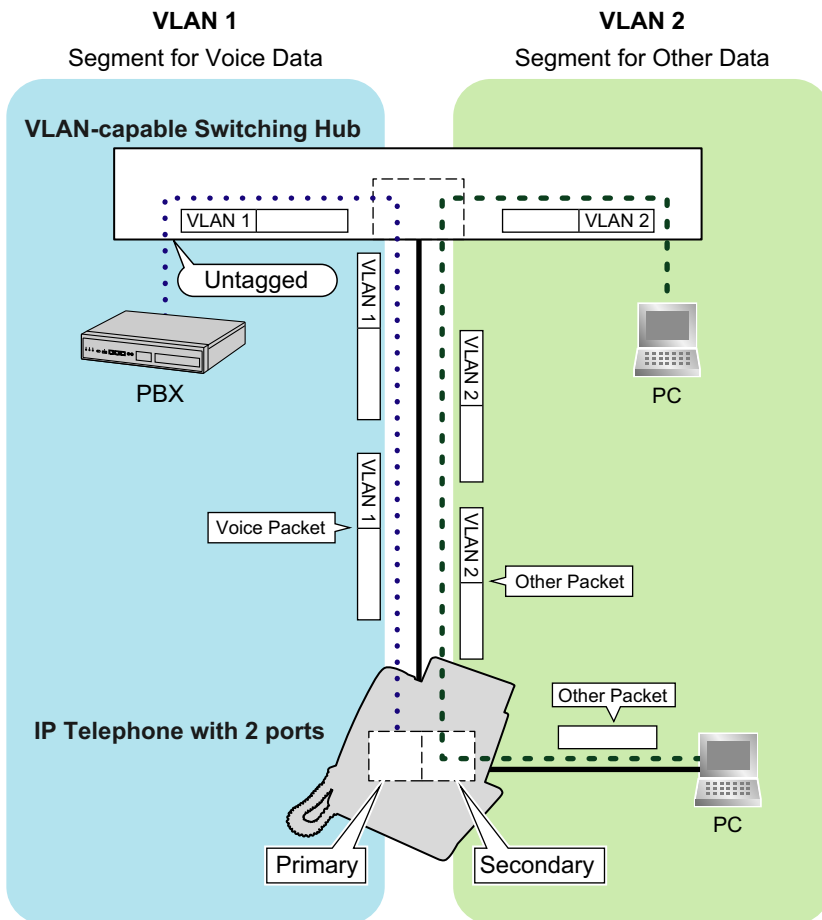 VLAN 1
Segment for Voice Data
VLAN 2
Segment for Other Data
VLAN-capable Switching Hub
VLAN 1
VLAN 2
Untagged
VLAN 1
PBX
VLAN 2
PC
VLAN 1
Voice Packet
VLAN 2
Other Packet
Other Packet
IP Telephone with 2 ports
PC
Primary
Secondary